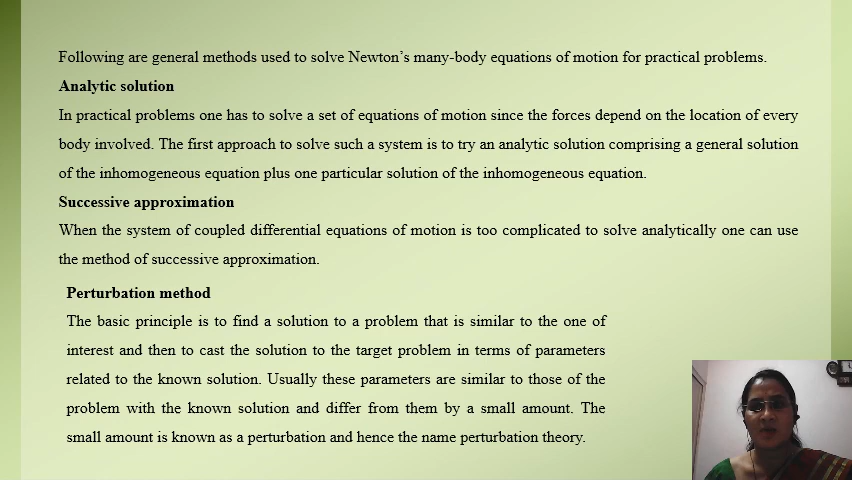 Following are general methods used to solve Newton's many-body equations of motion for practical problems.
Analytic solution
In practical problems one has to solve a set of equations of motion since the forces depend on the location of every
body involved. The first approach to solve such a system is to try an analytic solution comprising a general solution
of the inhomogeneous equation plus one particular solution of the inhomogeneous equation.
Successive approximation
When the system of coupled differential equations of motion is too complicated to solve analytically one can use
the method of successive approximation.
Perturbation method
The basic principle is to find a solution to a problem that is similar to the one of
interest and then to cast the solution to the target problem in terms of parameters
related to the known solution. Usually these parameters are similar to those of the
problem with the known solution and differ from them by a small amount. The
small amount is known as a perturbation and hence the name perturbation theory.